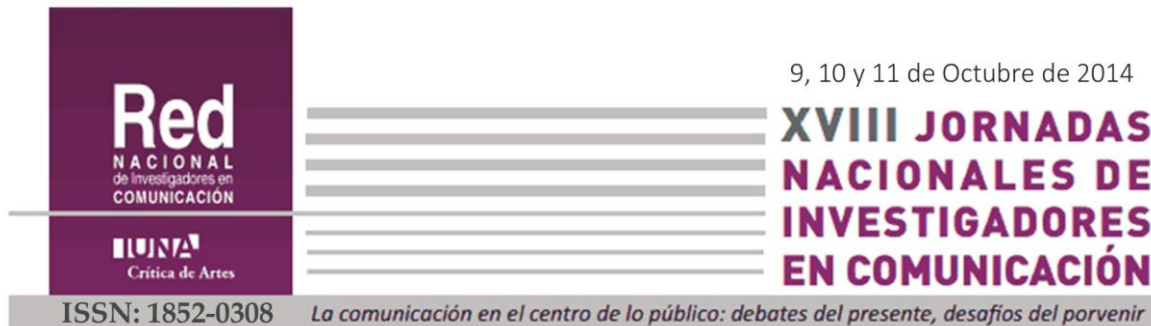 Red
NACIONAL
de Investigadores en
COMUNICACIÓN
IUNA
Crítica de Artes
ISSN: 1852-0308
9, 10 y 11 de Octubre de 2014
XVIII JORNADAS
NACIONALES DE
INVESTIGADORES
EN COMUNICACIÓN
La comunicación en el centro de lo público: debates del presente, desafios del porvenir